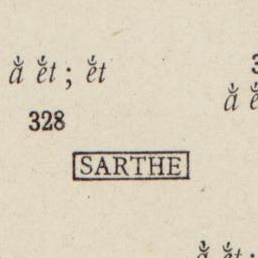 ắ ĕ́t ; ĕ́t
328
ắ
SARTHE
ắ ĕ́t ;